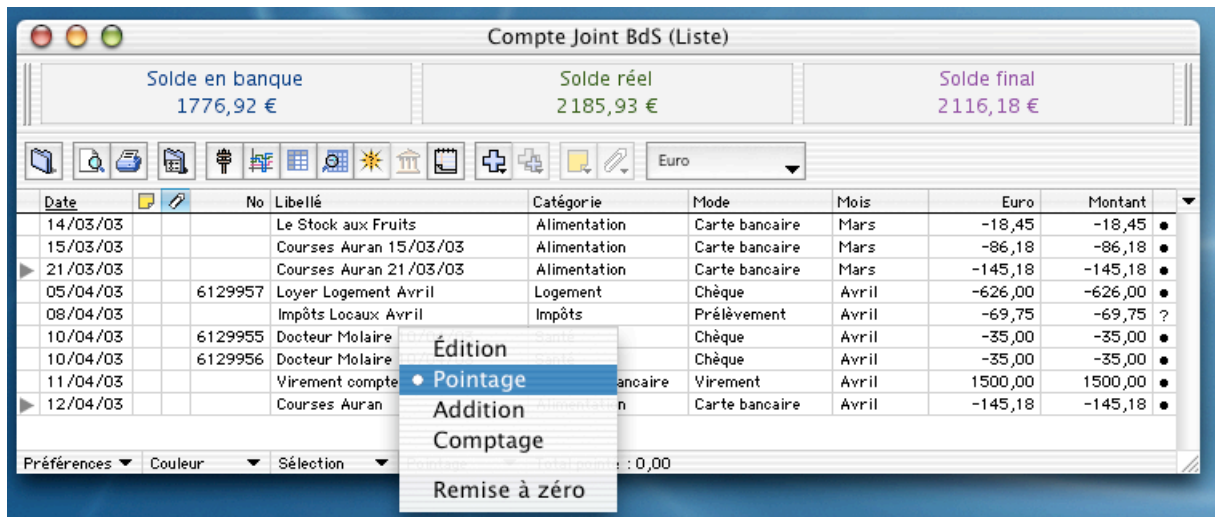 Compte Joint BdS (Liste)
Solde en banque Solde réel Solde final
1776,92 € 2185,93 € 2116,18 €
Euro
Date No Libellé Catégorie Mode Mois Euro Montant
14/03/03 Le Stock aux Fruits Alimentation Carte bancaire Mars -18,45 -18,45
15/03/03 Courses Auran 15/03/03 Alimentation Carte bancaire Mars -86,18 -86,18
21/03/03 Courses Auran 21/03/03 Alimentation Carte bancaire Mars -145,18 -145,18
05/04/03 6129957 Loyer Logement Avril Logement Chèque Avril -626,00 -626,00
08/04/03 Impôts Locaux Avril Impôts Prélèvement Avril -69,75 -69,75 ?
10/04/03 6129955 Docteur Molaire Santé Chèque Avril -35,00 -35,00
10/04/03 6129956 Docteur Molaire Santé Chèque Avril -35,00 -35,00
11/04/03 Virement compte ancaire Virement Avril 1500,00 1500,00
12/04/03 Courses Auran Alimentation Carte bancaire Avril -145,18 -145,18
Édition
Pointage
Addition
Comptage
Remise à zéro
Préférences Couleur Sélection Pointage Total pointé : 0,00